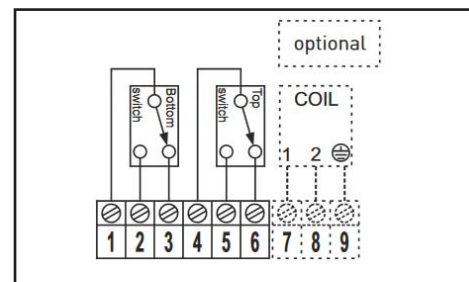 optional
Bottom
switch
Top
switch
COIL
1 2
1 2 3 4 5 6 7 8 9